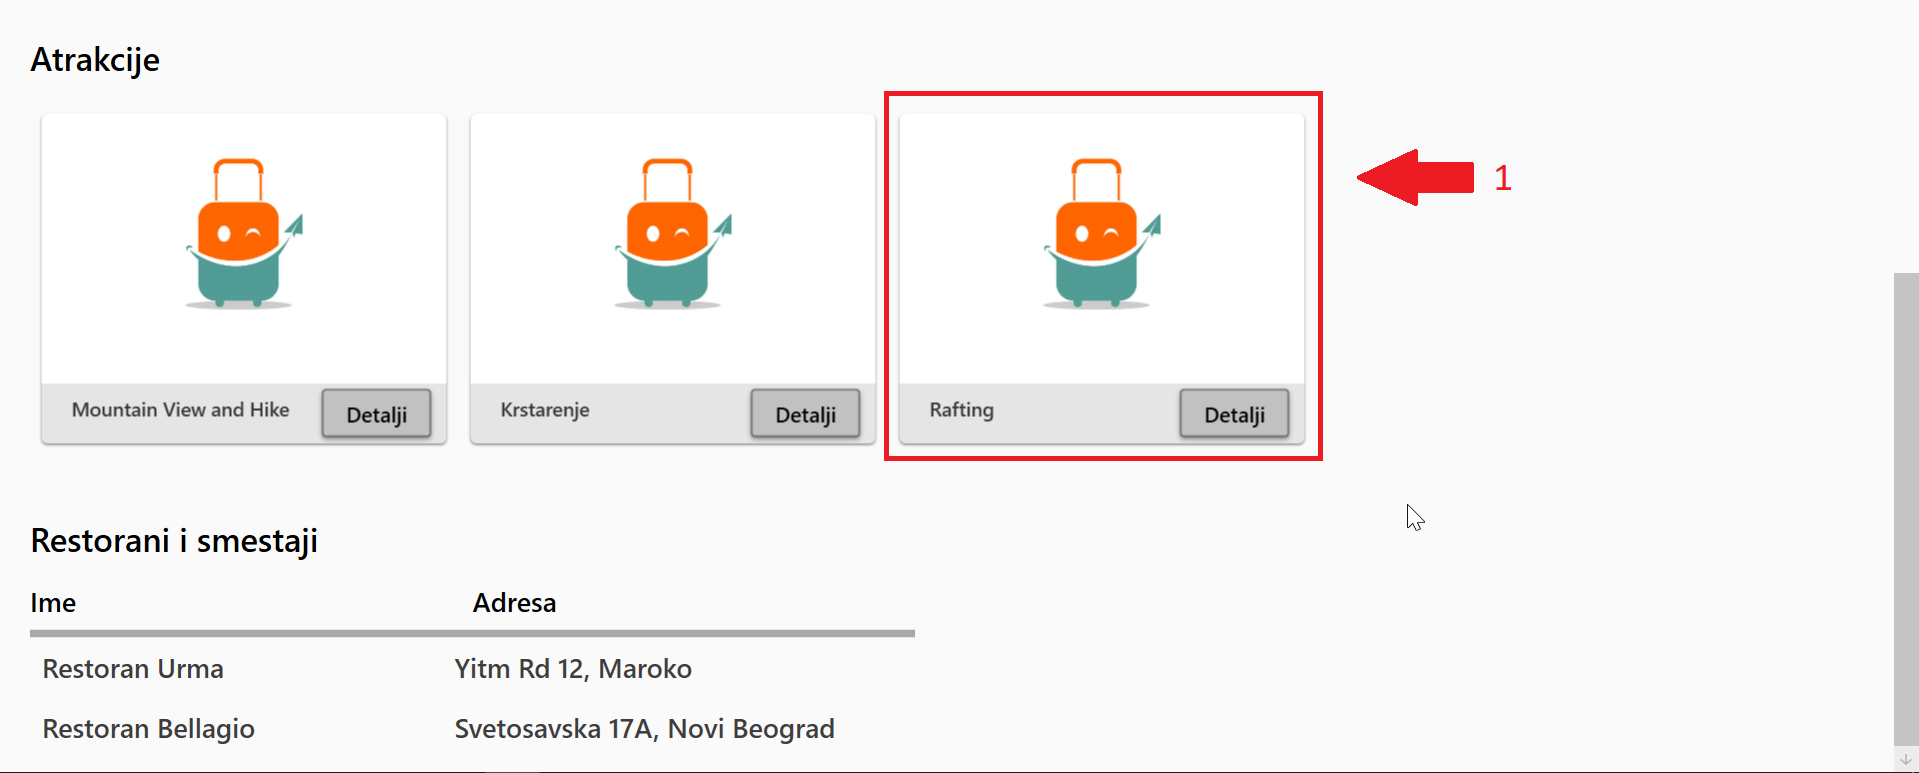 Atrakcije
1
Mountain View and Hike Detalji
Krstarenje Detalji
Rafting Detalji
Restorani i smestaji
Ime Adresa
Restoran Urma Yitm Rd 12, Maroko
Restoran Bellagio Svetosavska 17A, Novi Beograd